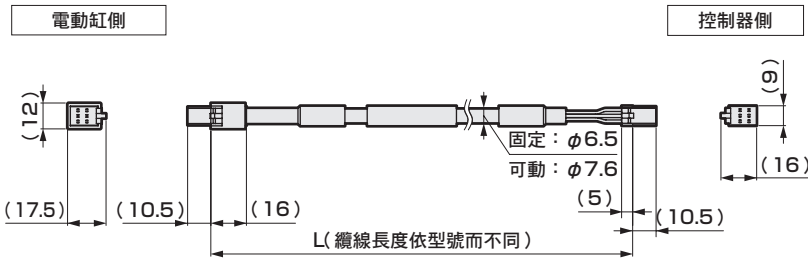 電動缸側
控制器側
(12)
(9)
固定：φ6.5
可動：φ7.6
(17.5)
(10.5)
(16)
(5)
(16)
(10.5)
L(纜線長度依型號而不同)